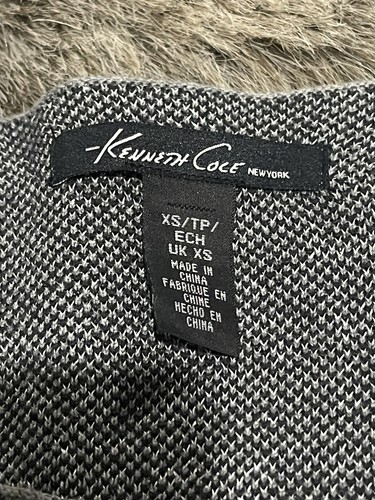 -KENNETH COLE NEW YORK
XS/TP/
ECH
UK XS
MADE IN
CHINA
FABRIQUE EN
CHINE
HECHO EN
CHINA